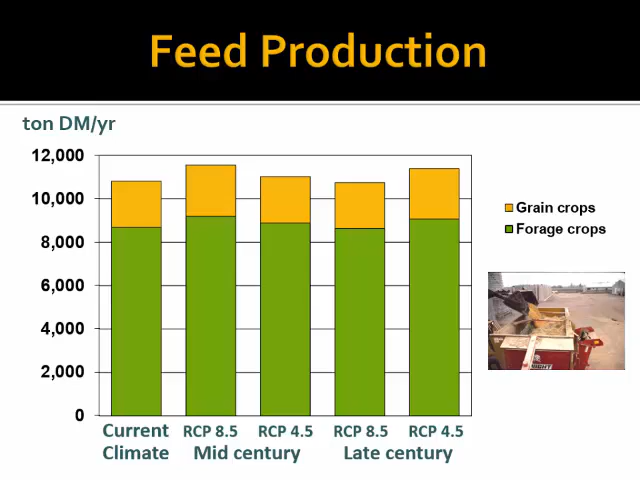 Feed Production
ton DM/yr
12,000
10,000
8,000
6,000
4,000
2,000
0
Grain crops
Forage crops
Current Climate
RCP 8.5 RCP 4.5 RCP 8.5 RCP 4.5
Mid century Late century